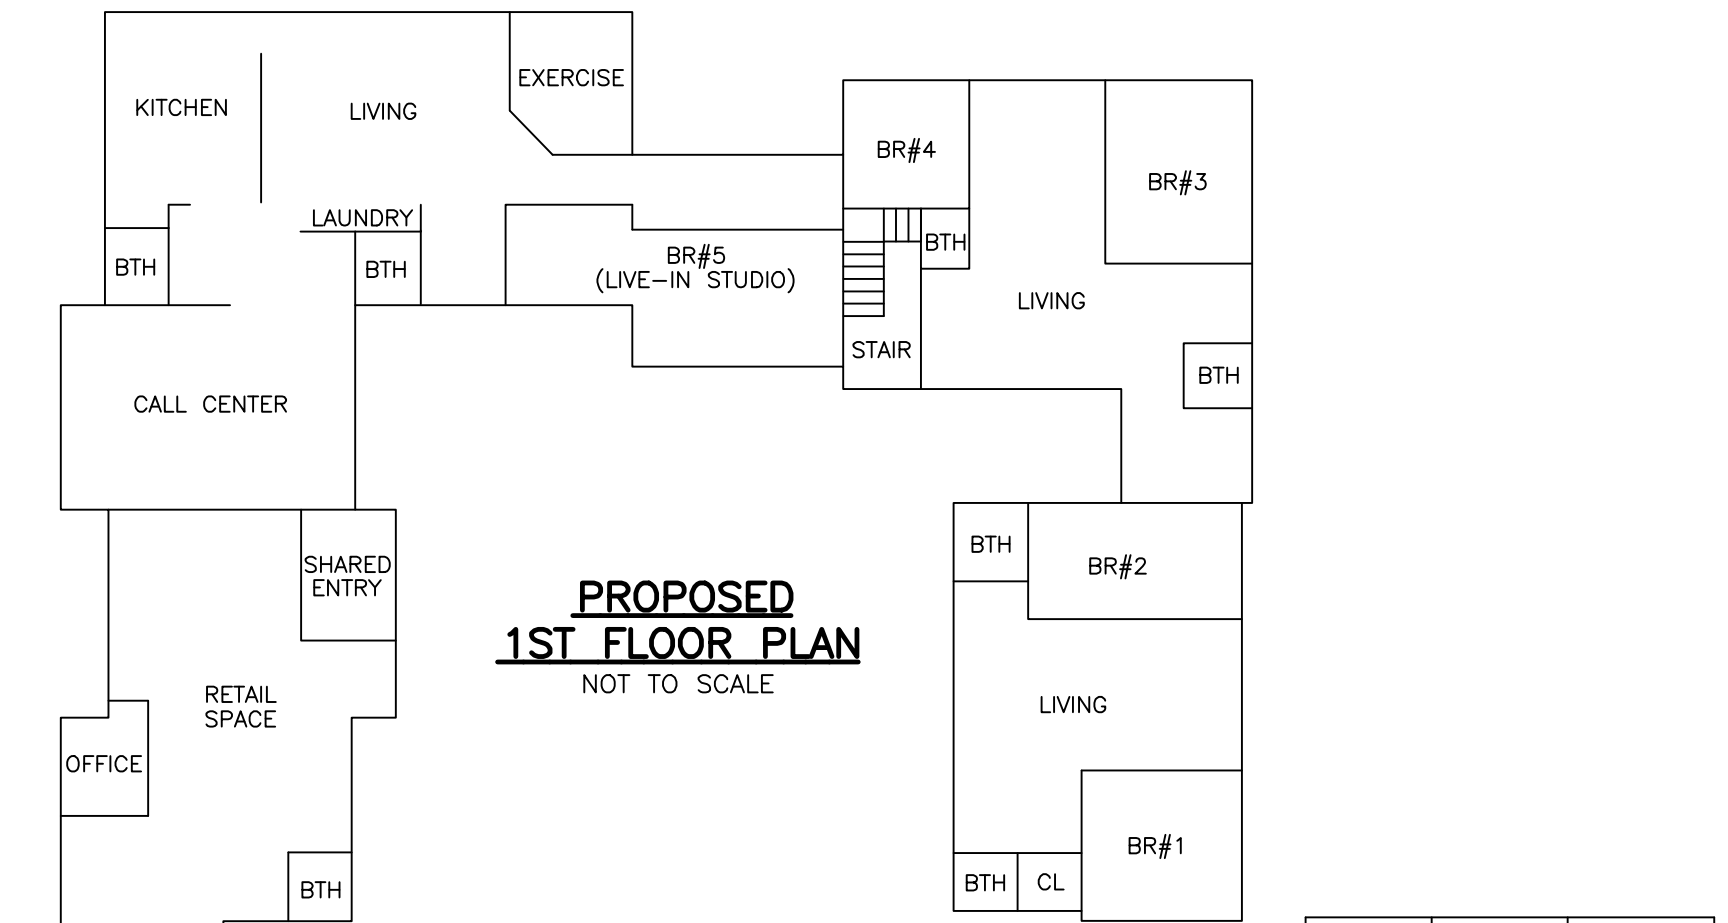 EXERCISE
KITCHEN
LIVING
BR#4
BR#3
LAUNDRY
BTH
BTH
BTH
BR#5
(LIVE-IN STUDIO)
LIVING
STAIR
BTH
CALL CENTER
BTH
BR#2
SHARED
ENTRY
PROPOSED
1ST FLOOR PLAN
NOT TO SCALE
RETAIL
SPACE
LIVING
OFFICE
BR#1
BTH
BTH
CL